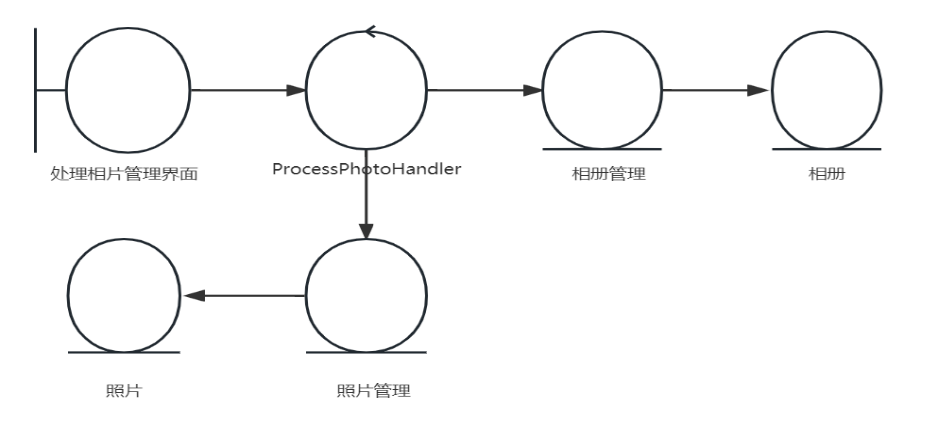 处理相片管理界面
ProcessPhotoHandler
相册管理
相册
照片
照片管理